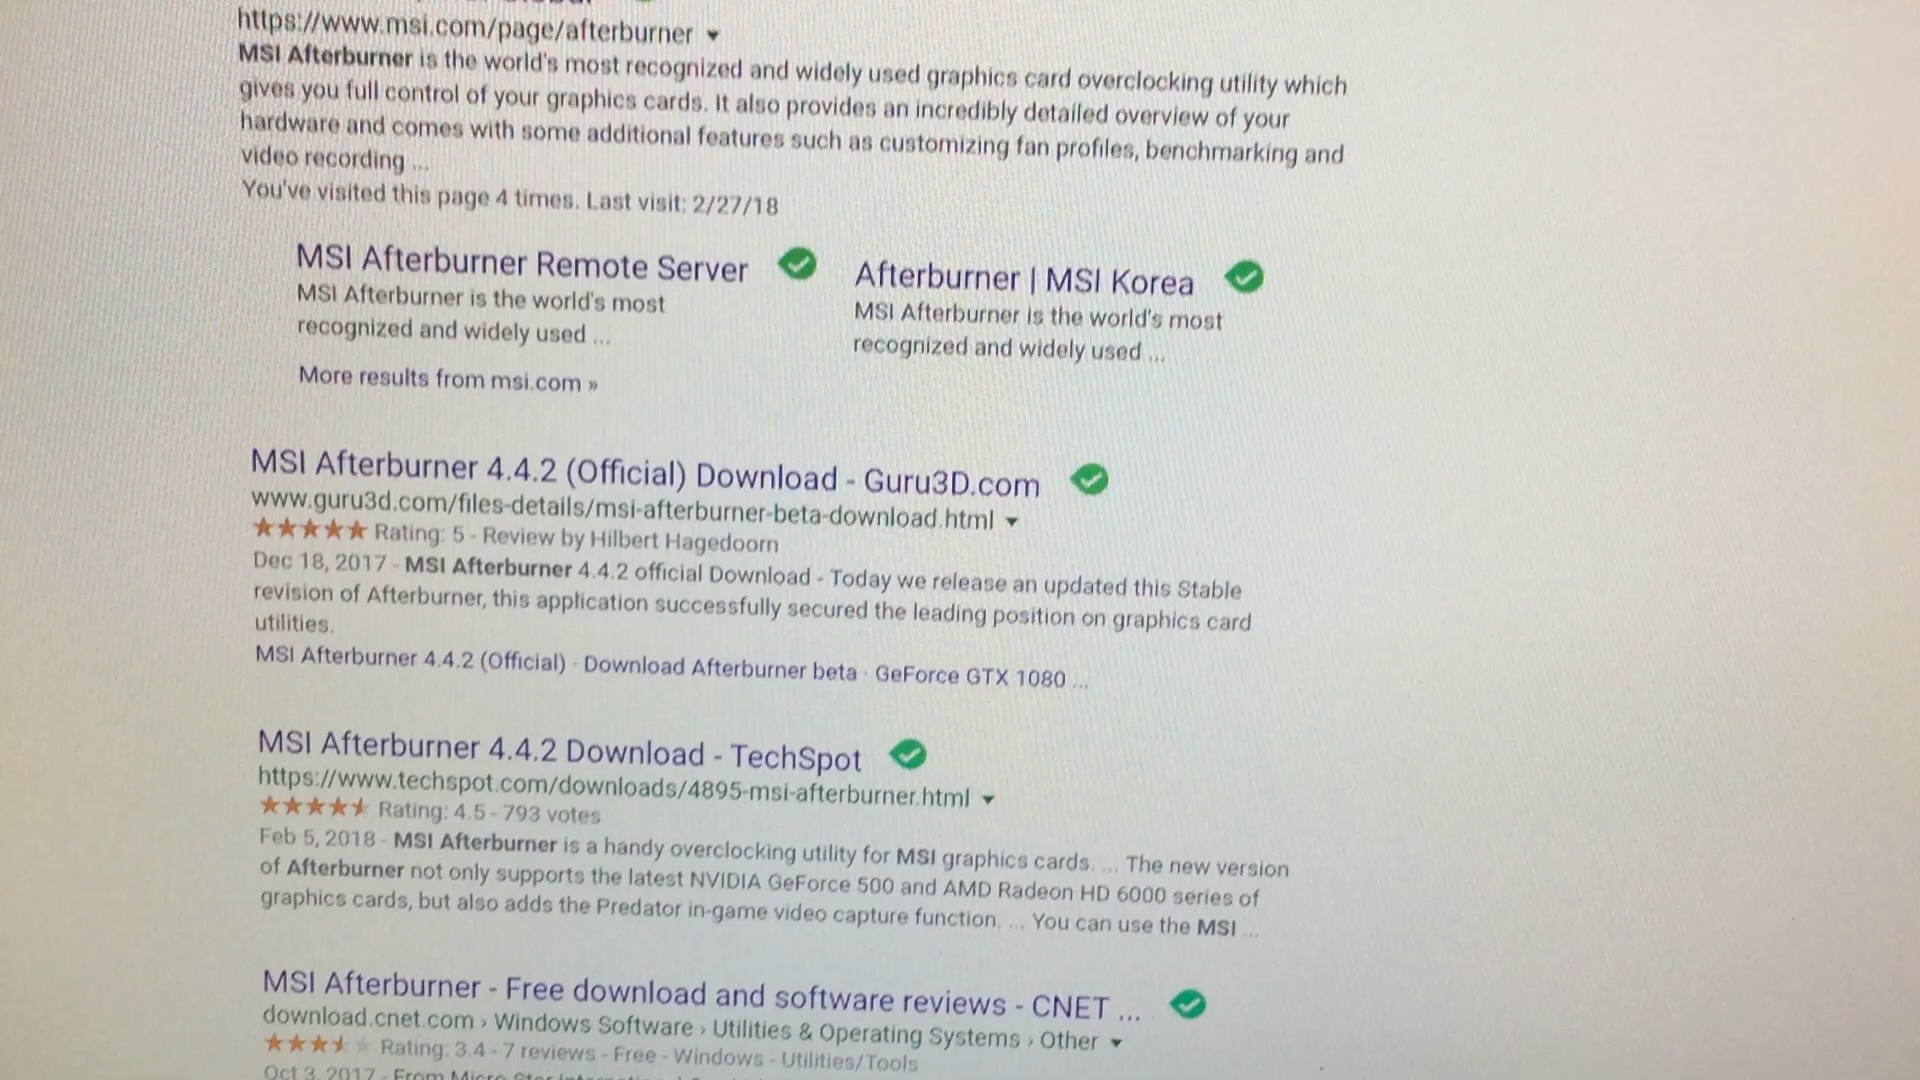 https://www.msi.com/page/afterburner
MSI Afterburner is the world's most recognized and widely used graphics card overclocking utility which
gives you full control of your graphics cards. It also provides an incredibly detailed overview of your
hardware and comes with some additional features such as customizing fan profiles, benchmarking and
video recording ...
You've visited this page 4 times. Last visit: 2/27/18
MSI Afterburner Remote Server
MSI Afterburner is the world's most
recognized and widely used ...
Afterburner | MSI Korea
MSI Afterburner is the world's most
recognized and widely used ...
More results from msi.com »
MSI Afterburner 4.4.2 (Official) Download - Guru3D.com
www.guru3d.com/files-details/msi-afterburner-beta-download.html
Rating: 5 - Review by Hilbert Hagedoorn
Dec 18, 2017 - MSI Afterburner 4.4.2 official Download - Today we release an updated this Stable
revision of Afterburner, this application successfully secured the leading position on graphics card
utilities.
MSI Afterburner 4.4.2 (Official) · Download Afterburner beta · GeForce GTX 1080 ...
MSI Afterburner 4.4.2 Download - TechSpot
https://www.techspot.com/downloads/4895-msi-afterburner.html
Rating: 4.5 - 793 votes
Feb 5, 2018 - MSI Afterburner is a handy overclocking utility for MSI graphics cards. ... The new version
of Afterburner not only supports the latest NVIDIA GeForce 500 and AMD Radeon HD 6000 series of
graphics cards, but also adds the Predator in-game video capture function. ... You can use the MSI ...
MSI Afterburner - Free download and software reviews - CNET ...
download.cnet.com › Windows Software › Utilities & Operating Systems › Other
Rating: 3.4 - 7 reviews - Free - Windows - Utilities/Tools
Oct 3, 2017 - From Micro Star